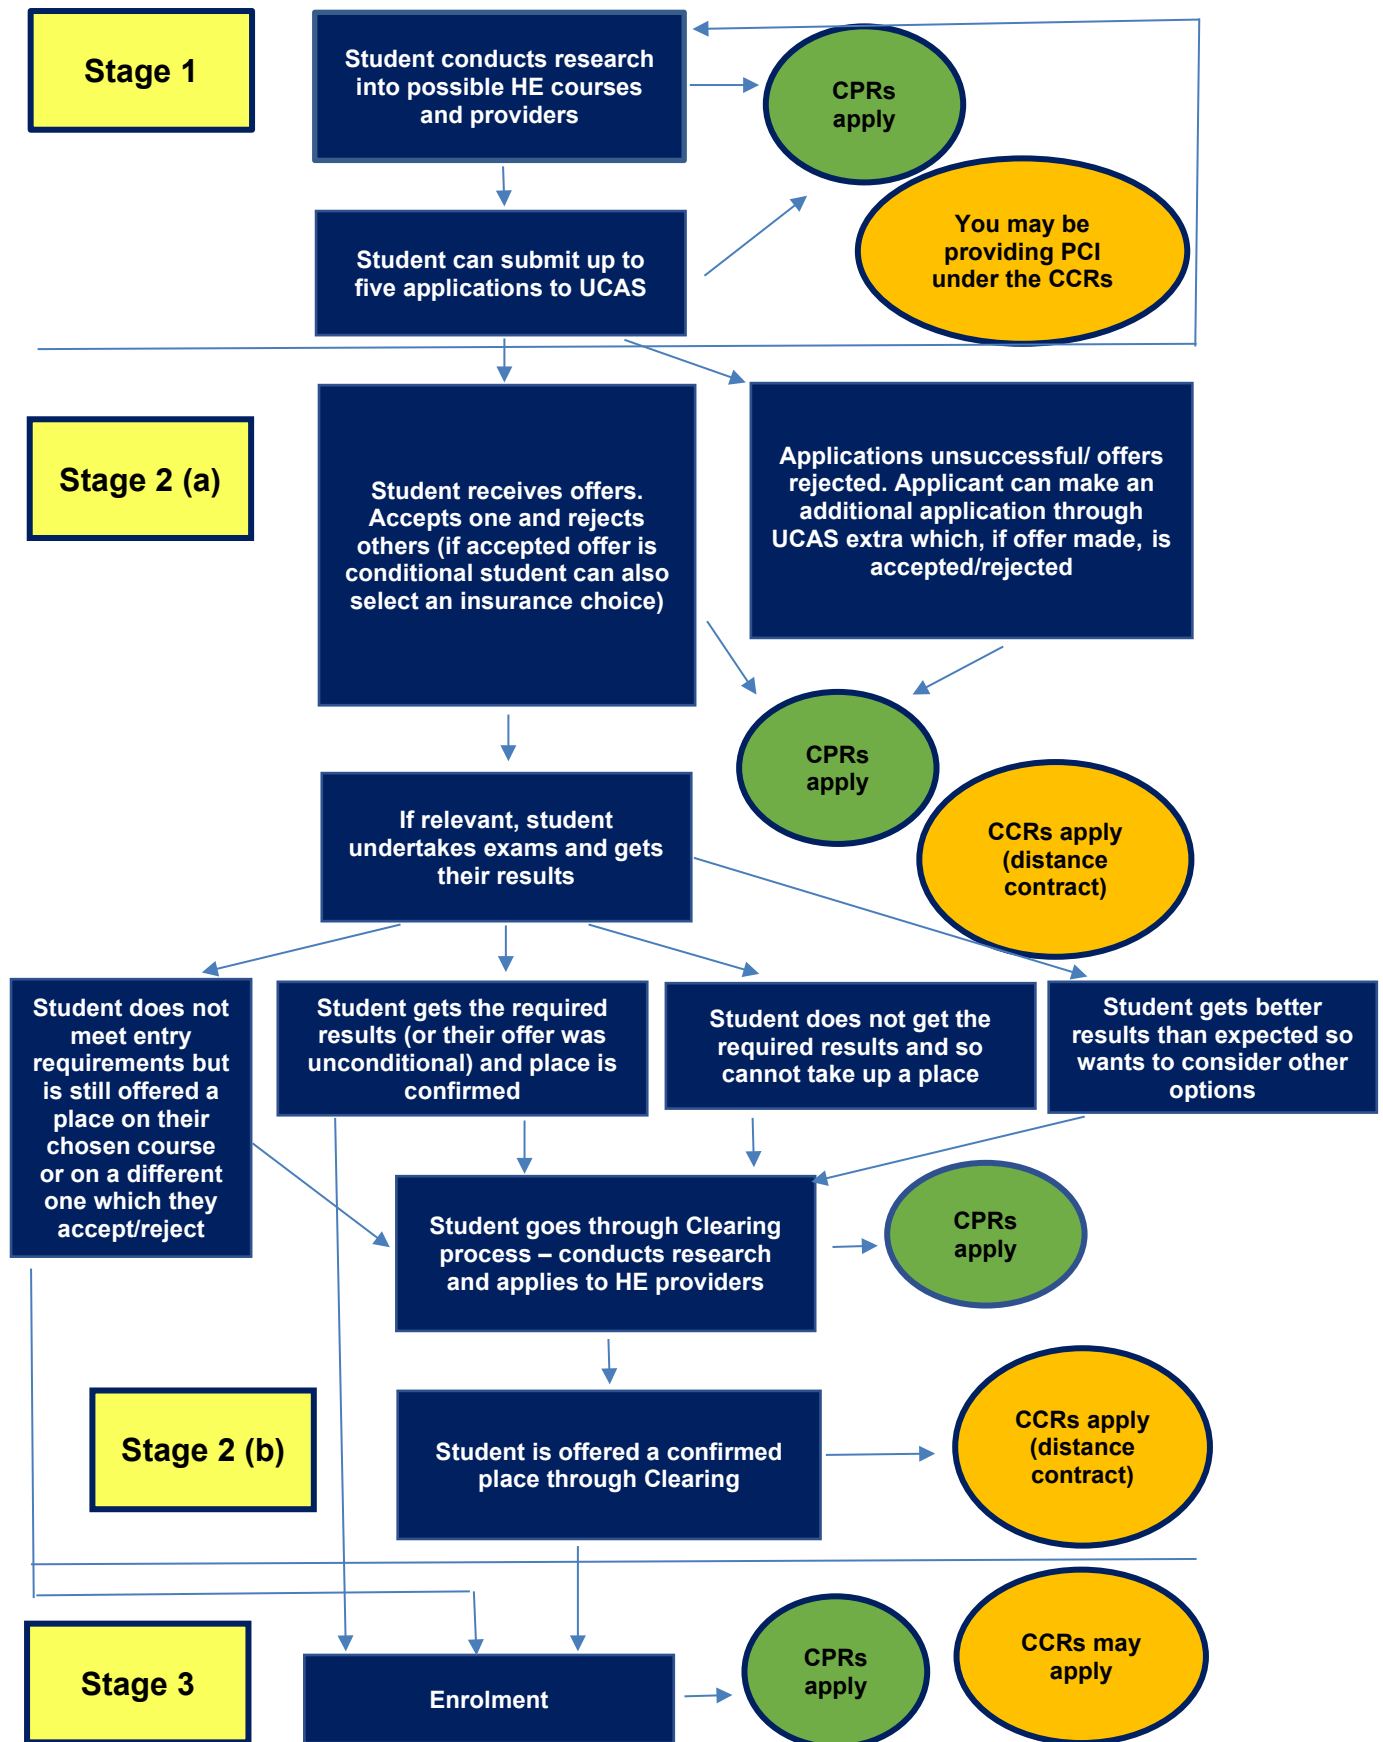 Stage 1
Student conducts research
into possible HE courses
and providers
CPRs
apply
You may be
providing PCI
under the CCRs
Student can submit up to
five applications to UCAS
Stage 2 (a)
Student receives offers.
Accepts one and rejects
others (if accepted offer is
conditional student can also
select an insurance choice)
Applications unsuccessful/ offers
rejected. Applicant can make an
additional application through
UCAS extra which, if offer made, is
accepted/rejected
CPRs
apply
If relevant, student
undertakes exams and gets
their results
CCRs apply
(distance
contract)
Student does not
meet entry
requirements but
is still offered a
place on their
chosen course
or on a different
one which they
accept/reject
Student gets the required
results (or their offer was
unconditional) and place is
confirmed
Student does not get the
required results and so
cannot take up a place
Student gets better
results than expected so
wants to consider other
options
Student goes through Clearing
process – conducts research
and applies to HE providers
CPRs
apply
Stage 2 (b)
Student is offered a confirmed
place through Clearing
CCRs apply
(distance
contract)
Stage 3
Enrolment
CPRs
apply
CCRs may
apply